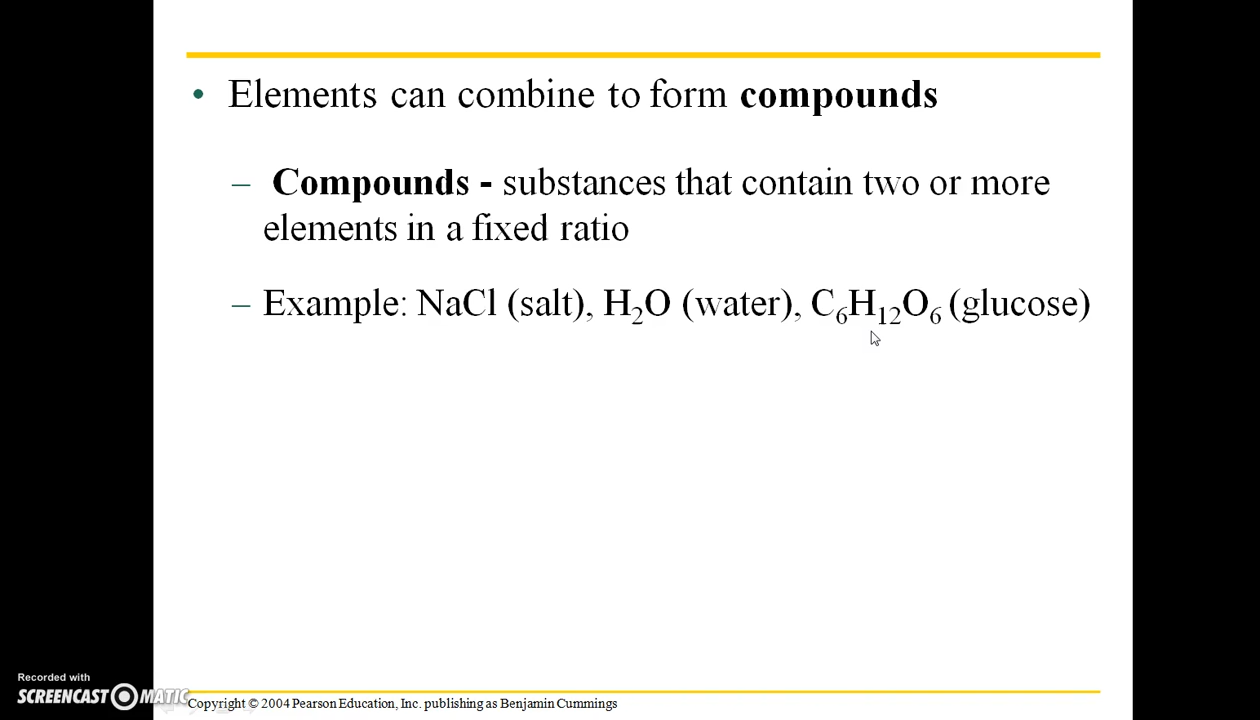 • Elements can combine to form compounds
– Compounds - substances that contain two or more
elements in a fixed ratio
– Example: NaCl (salt), H₂O (water), C₆H₁₂O₆ (glucose)
Recorded with
SCREENCAST MATIC
Copyright © 2004 Pearson Education, Inc. publishing as Benjamin Cummings